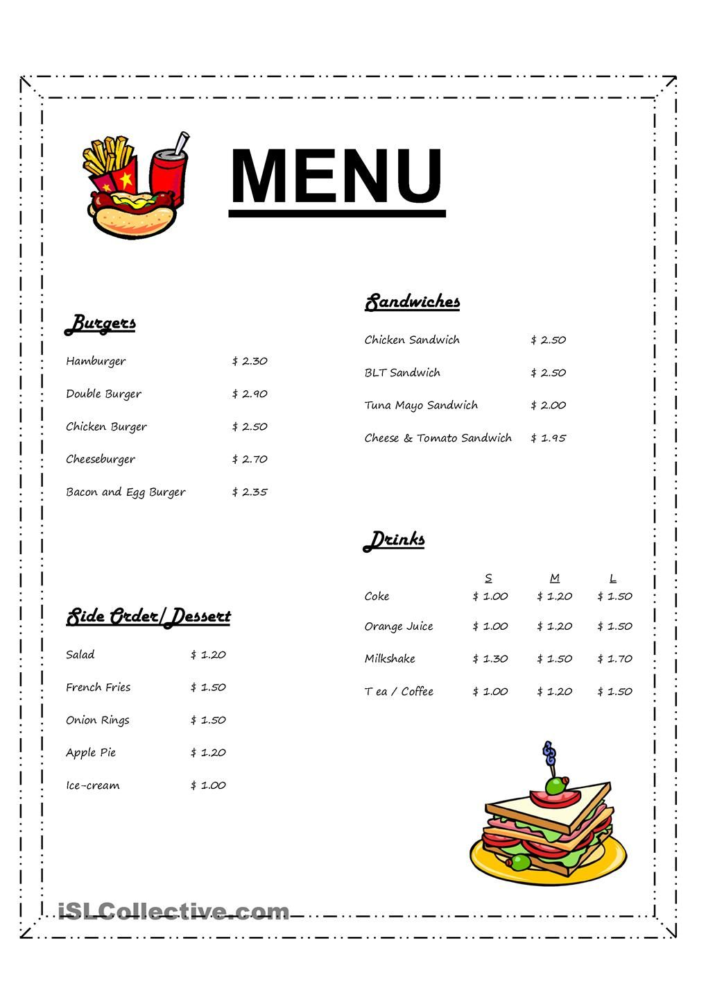 MENU
Burgers
Hamburger $ 2.30
Double Burger $ 2.90
Chicken Burger $ 2.50
Cheeseburger $ 2.70
Bacon and Egg Burger $ 2.35
Side Order/Dessert
Salad $ 1.20
French Fries $ 1.50
Onion Rings $ 1.50
Apple Pie $ 1.20
Ice-cream $ 1.00
Sandwiches
Chicken Sandwich $ 2.50
BLT Sandwich $ 2.50
Tuna Mayo Sandwich $ 2.00
Cheese & Tomato Sandwich $ 1.95
Drinks
S M L
Coke $ 1.00 $ 1.20 $ 1.50
Orange Juice $ 1.00 $ 1.20 $ 1.50
Milkshake $ 1.30 $ 1.50 $ 1.70
T ea / Coffee $ 1.00 $ 1.20 $ 1.50
iSLCollective.com